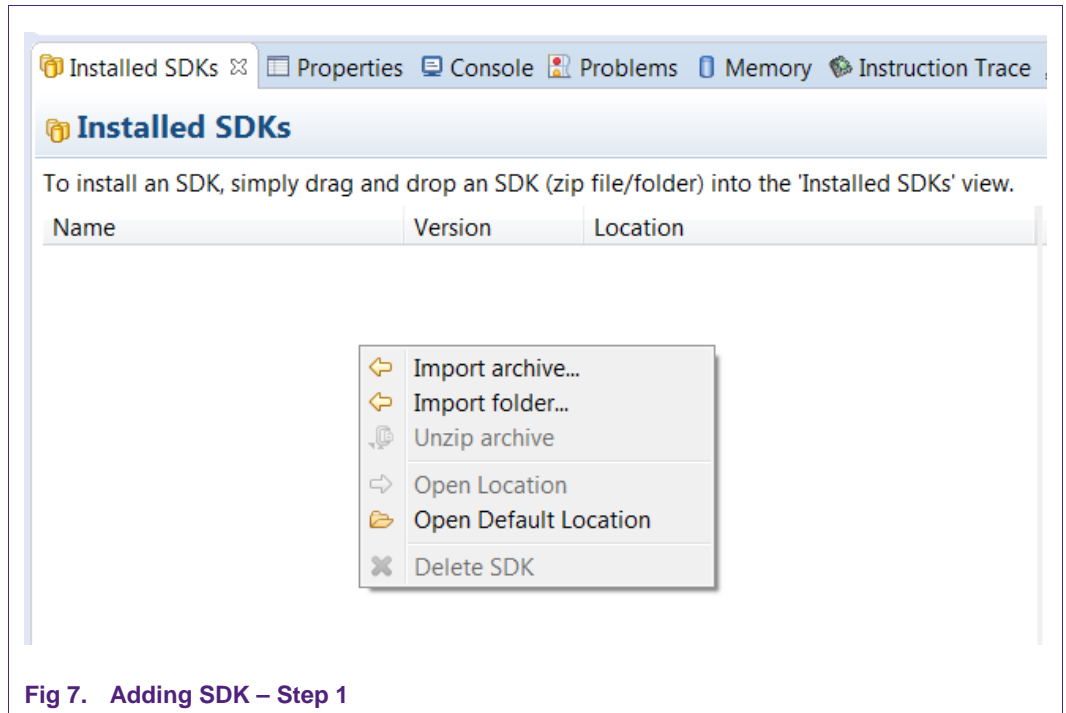 Installed SDKs Properties Console Problems Memory Instruction Trace
Installed SDKs
To install an SDK, simply drag and drop an SDK (zip file/folder) into the 'Installed SDKs' view.
Name Version Location
Import archive...
Import folder...
Unzip archive
Open Location
Open Default Location
Delete SDK
Fig 7. Adding SDK – Step 1